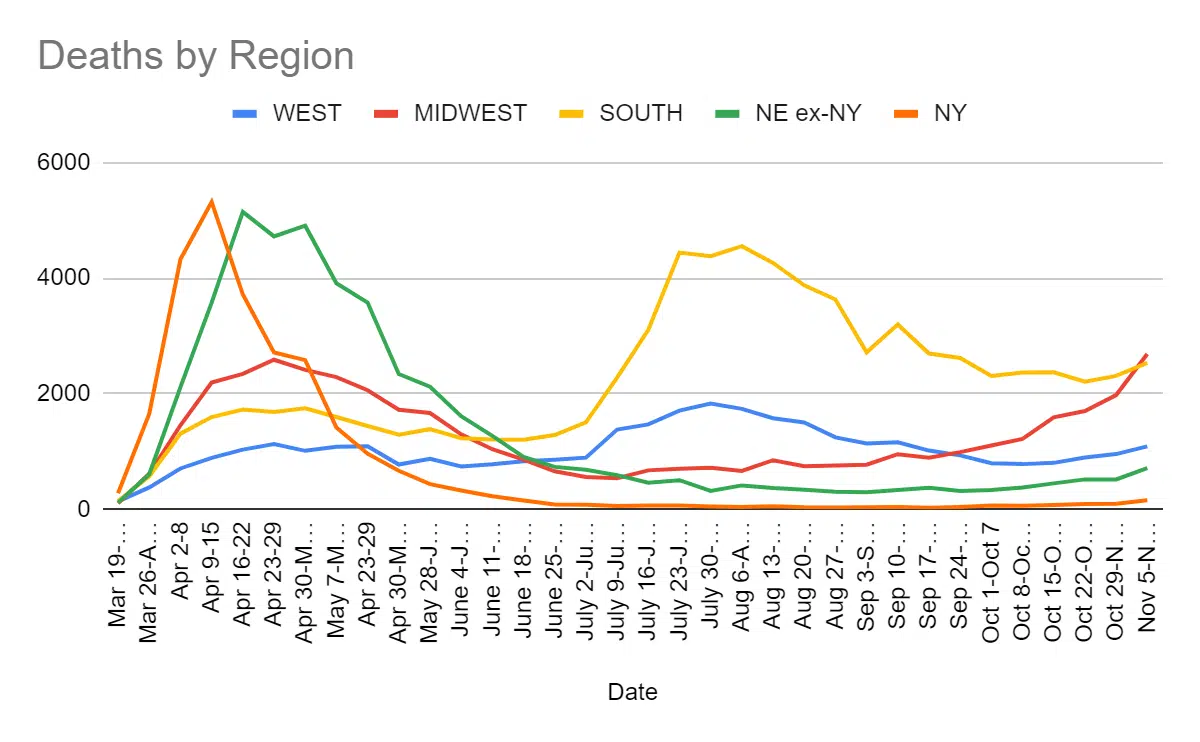 Deaths by Region
WEST MIDWEST SOUTH NE ex-NY NY
6000
4000
2000
0
Mar 19-…
Mar 26-A…
Apr 2-8
Apr 9-15
Apr 16-22
Apr 23-29
Apr 30-M…
May 7-M…
Apr 23-29
Apr 30-M…
May 28-J…
June 4-J…
June 11-…
June 18-…
June 25-…
July 2-Ju…
July 9-Ju…
July 16-J…
July 23-J…
July 30-…
Aug 6-A…
Aug 13-…
Aug 20-…
Aug 27-…
Sep 3-S…
Sep 10-…
Sep 17-…
Sep 24-…
Oct 1-Oct 7
Oct 8-Oc…
Oct 15-O…
Oct 22-O…
Oct 29-N…
Nov 5-N…
Date